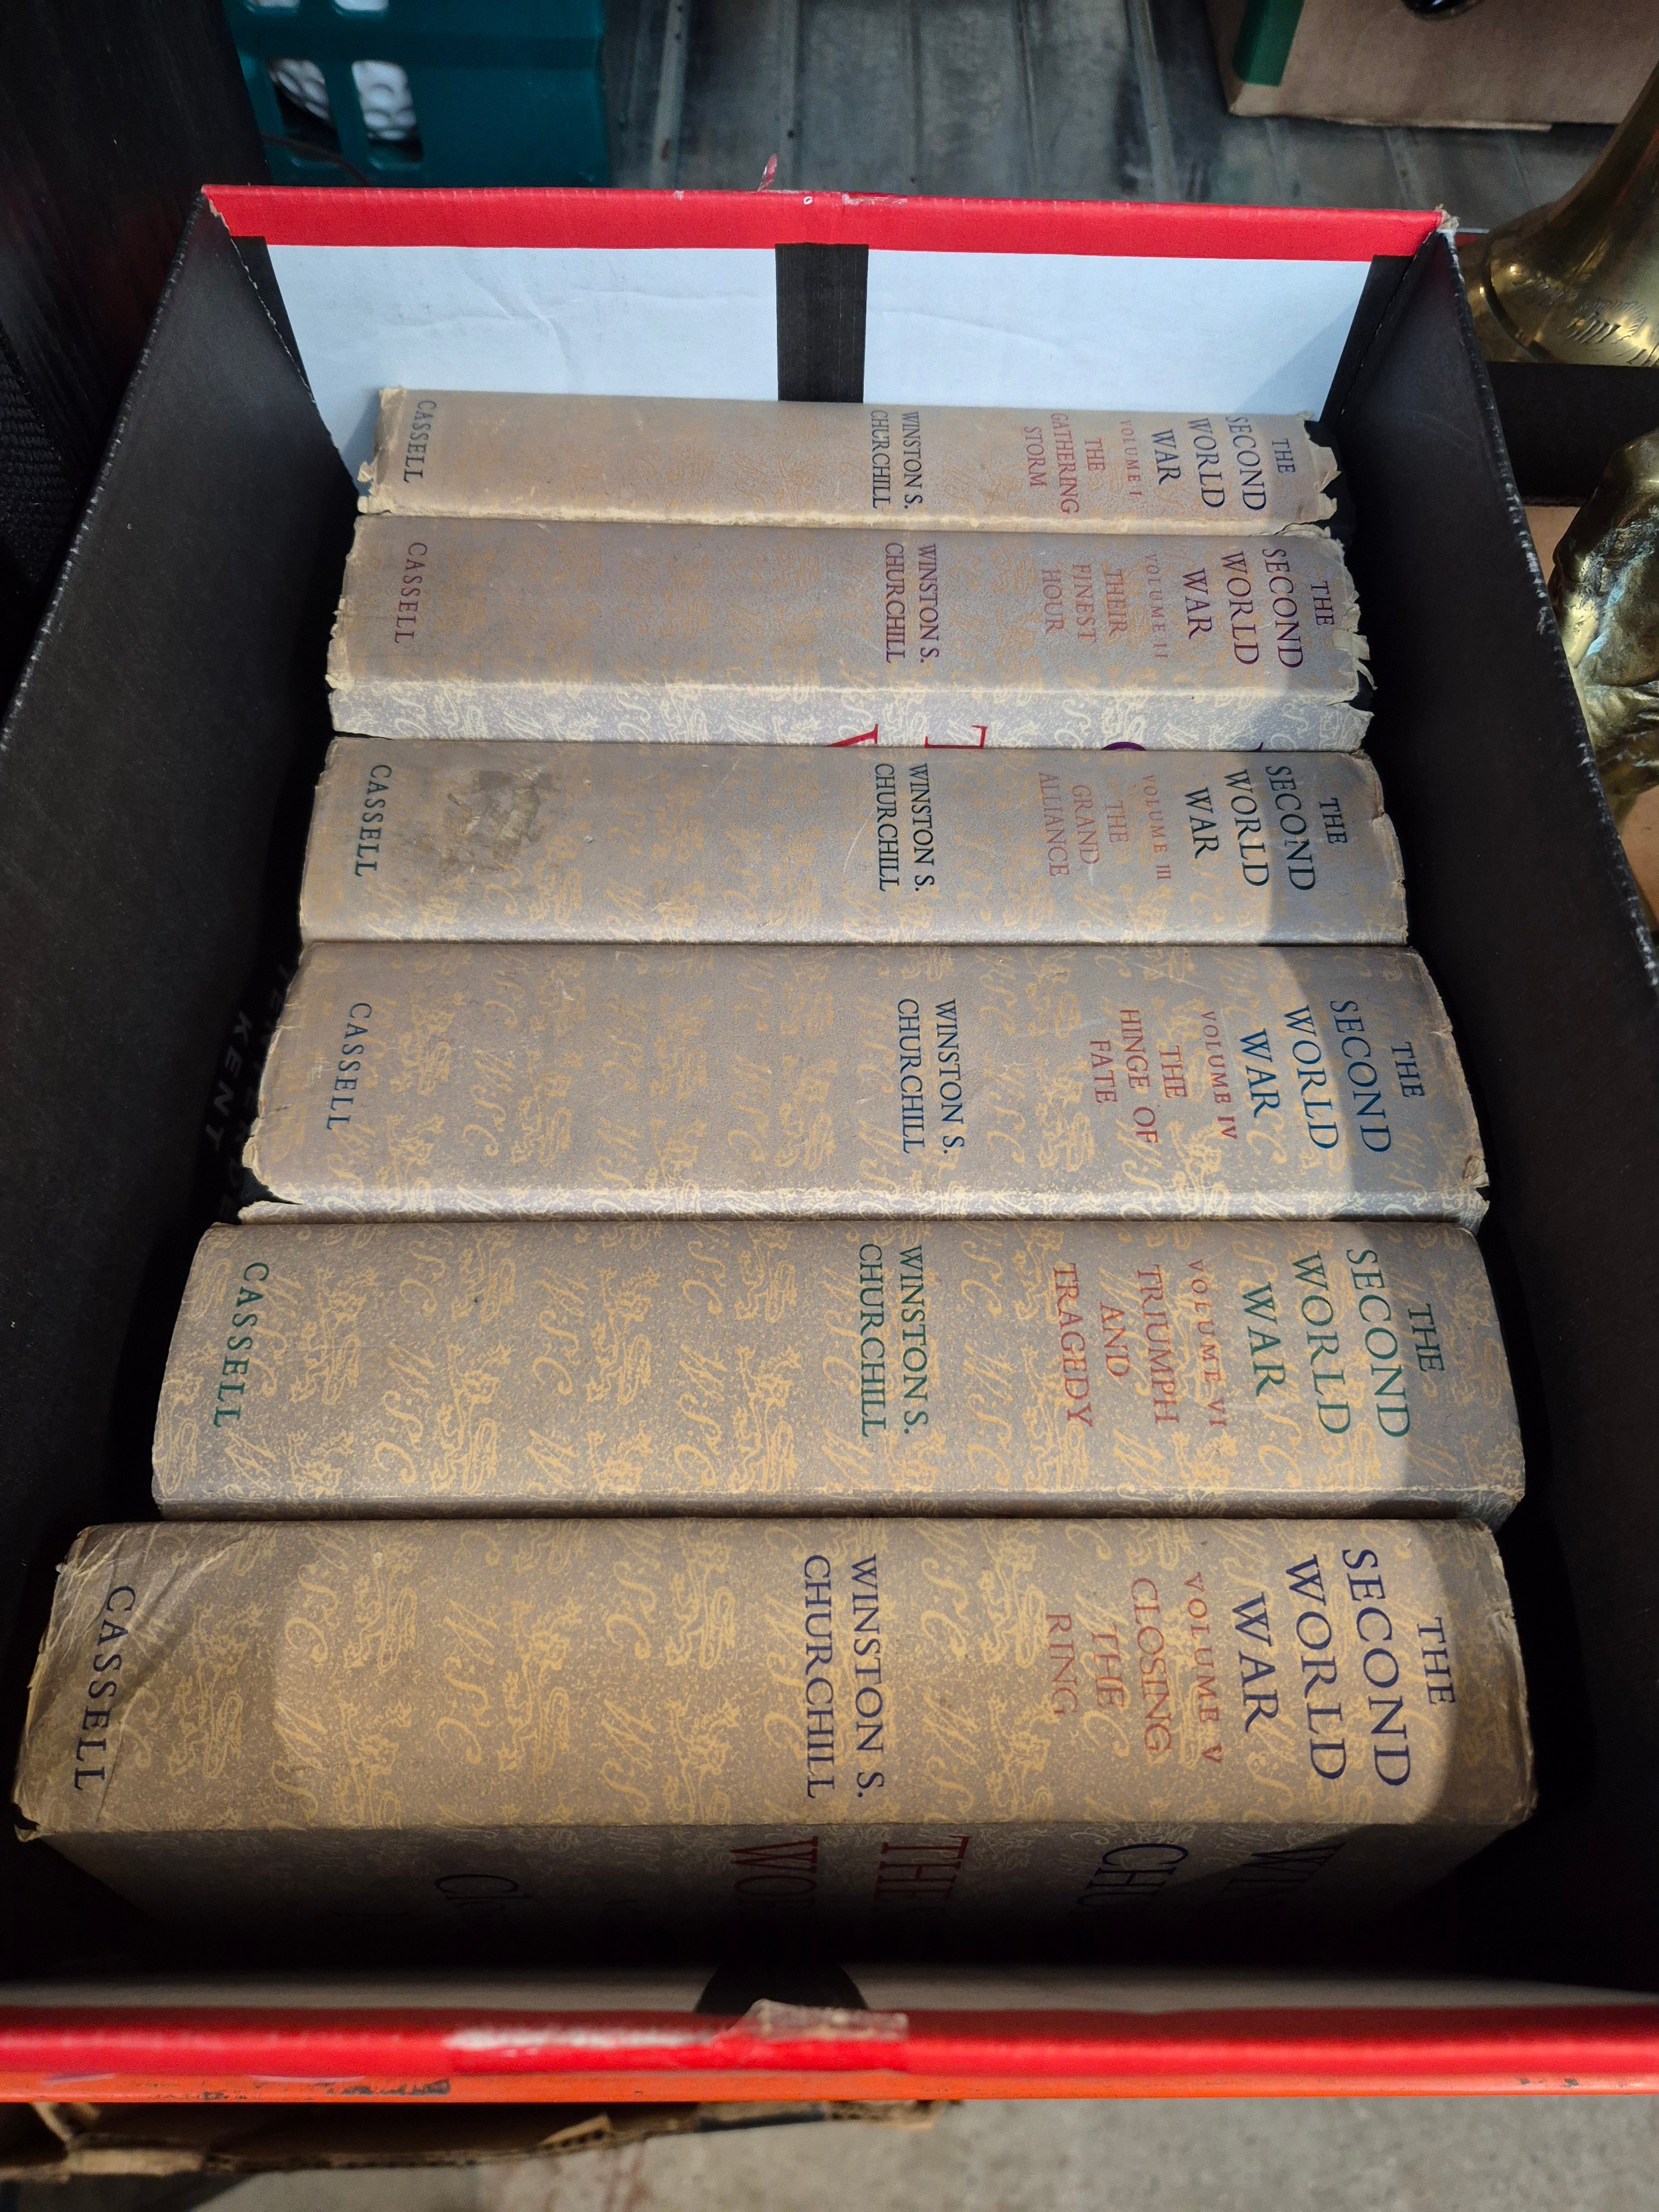 THE
SECOND
WORLD
WAR
VOLUME I
THE
GATHERING
STORM
WINSTON S.
CHURCHILL
CASSELL
THE
SECOND
WORLD
WAR
VOLUME II
THEIR
FINEST
HOUR
WINSTON S.
CHURCHILL
CASSELL
THE
SECOND
WORLD
WAR
VOLUME III
THE
GRAND
ALLIANCE
WINSTON S.
CHURCHILL
CASSELL
THE
SECOND
WORLD
WAR
VOLUME IV
THE
HINGE OF
FATE
WINSTON S.
CHURCHILL
CASSELL
THE
SECOND
WORLD
WAR
VOLUME VI
TRIUMPH
AND
TRAGEDY
WINSTON S.
CHURCHILL
CASSELL
THE
SECOND
WORLD
WAR
VOLUME V
CLOSING
THE
RING
WINSTON S.
CHURCHILL
CASSELL
THE
KENT